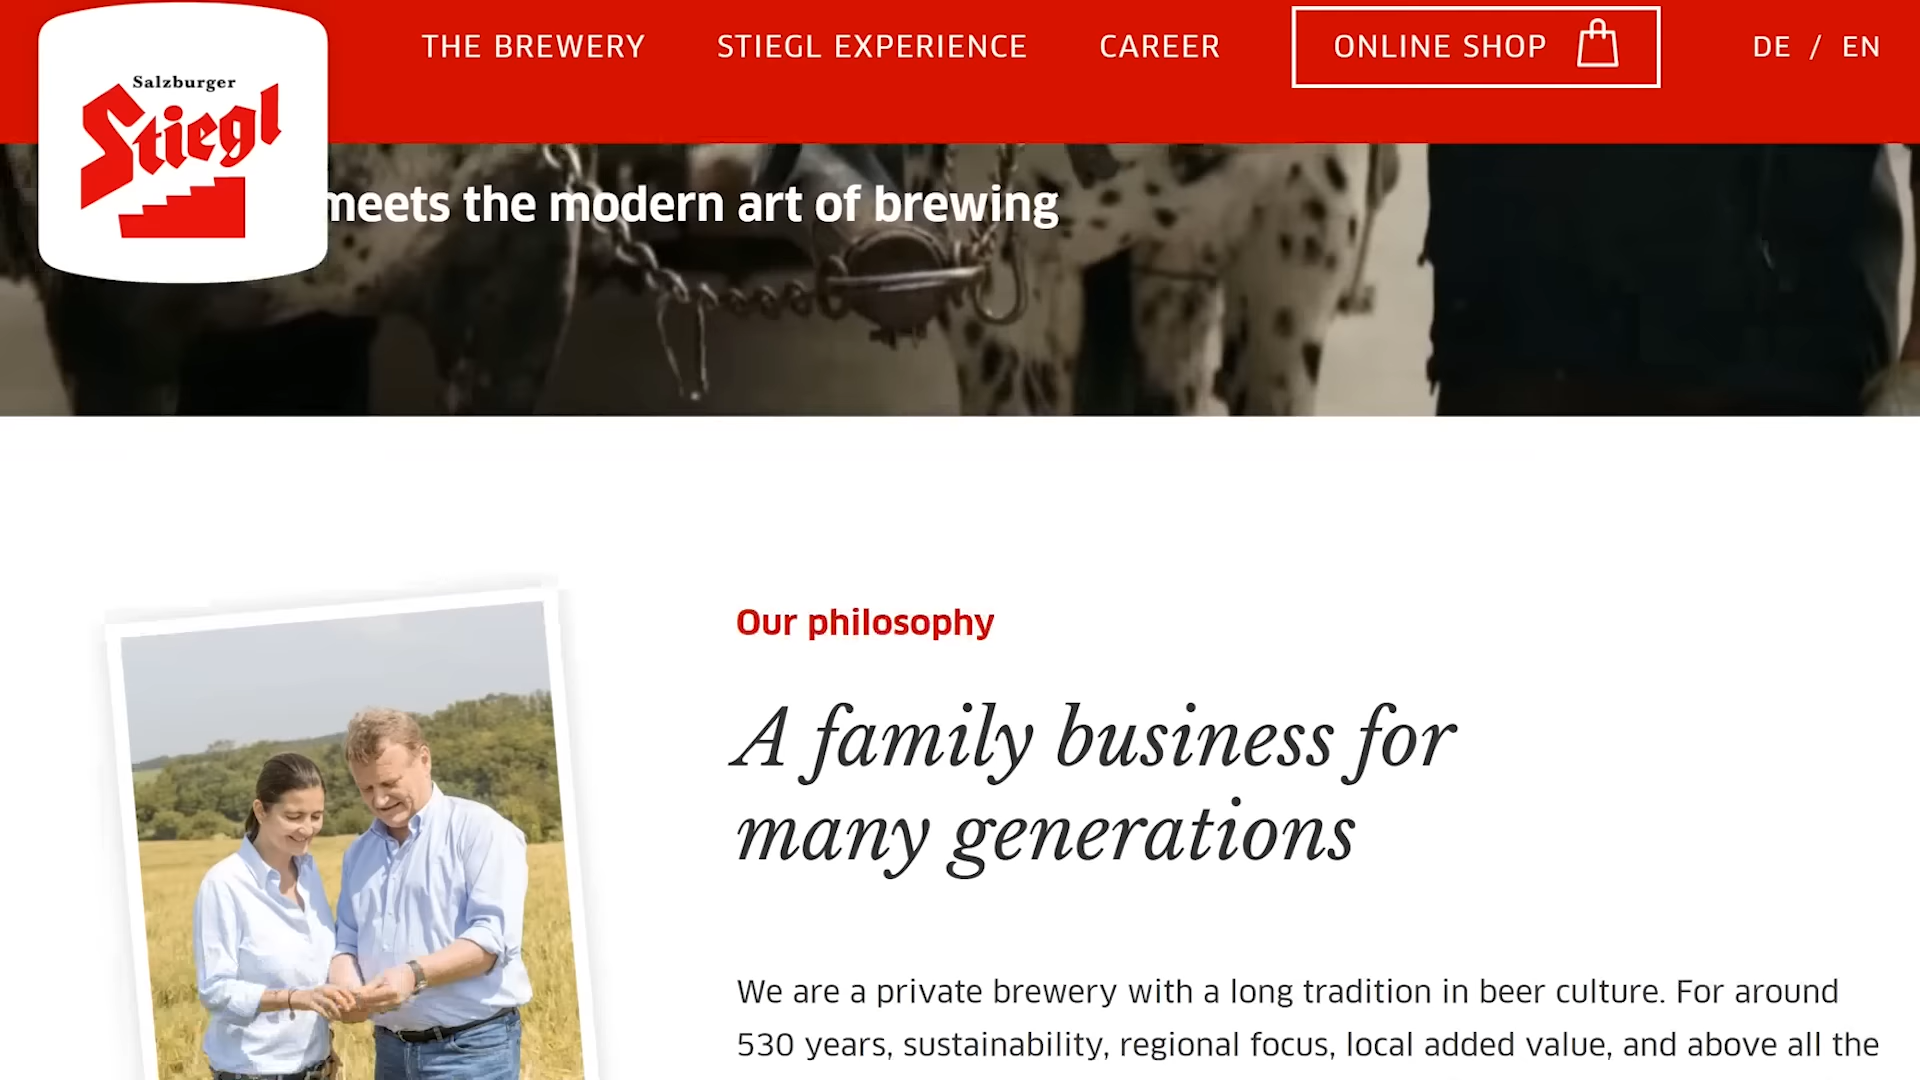 Salzburger
Stiegl
THE BREWERY
STIEGL EXPERIENCE
CAREER
ONLINE SHOP
DE / EN
meets the modern art of brewing
Our philosophy
A family business for
many generations
We are a private brewery with a long tradition in beer culture. For around
530 years, sustainability, regional focus, local added value, and above all the